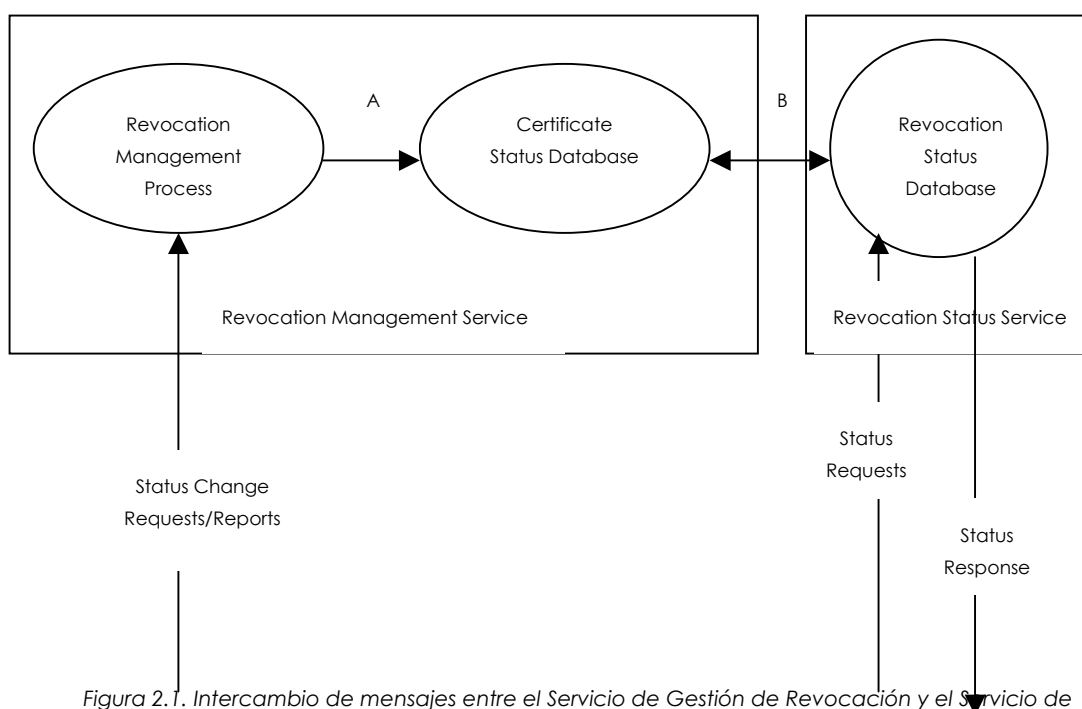 A
B
Revocation
Management
Process
Certificate
Status Database
Revocation
Status
Database
Revocation Management Service
Revocation Status Service
Status
Requests
Status Change
Requests/Reports
Status
Response
Figura 2.1. Intercambio de mensajes entre el Servicio de Gestión de Revocación y el Servicio de